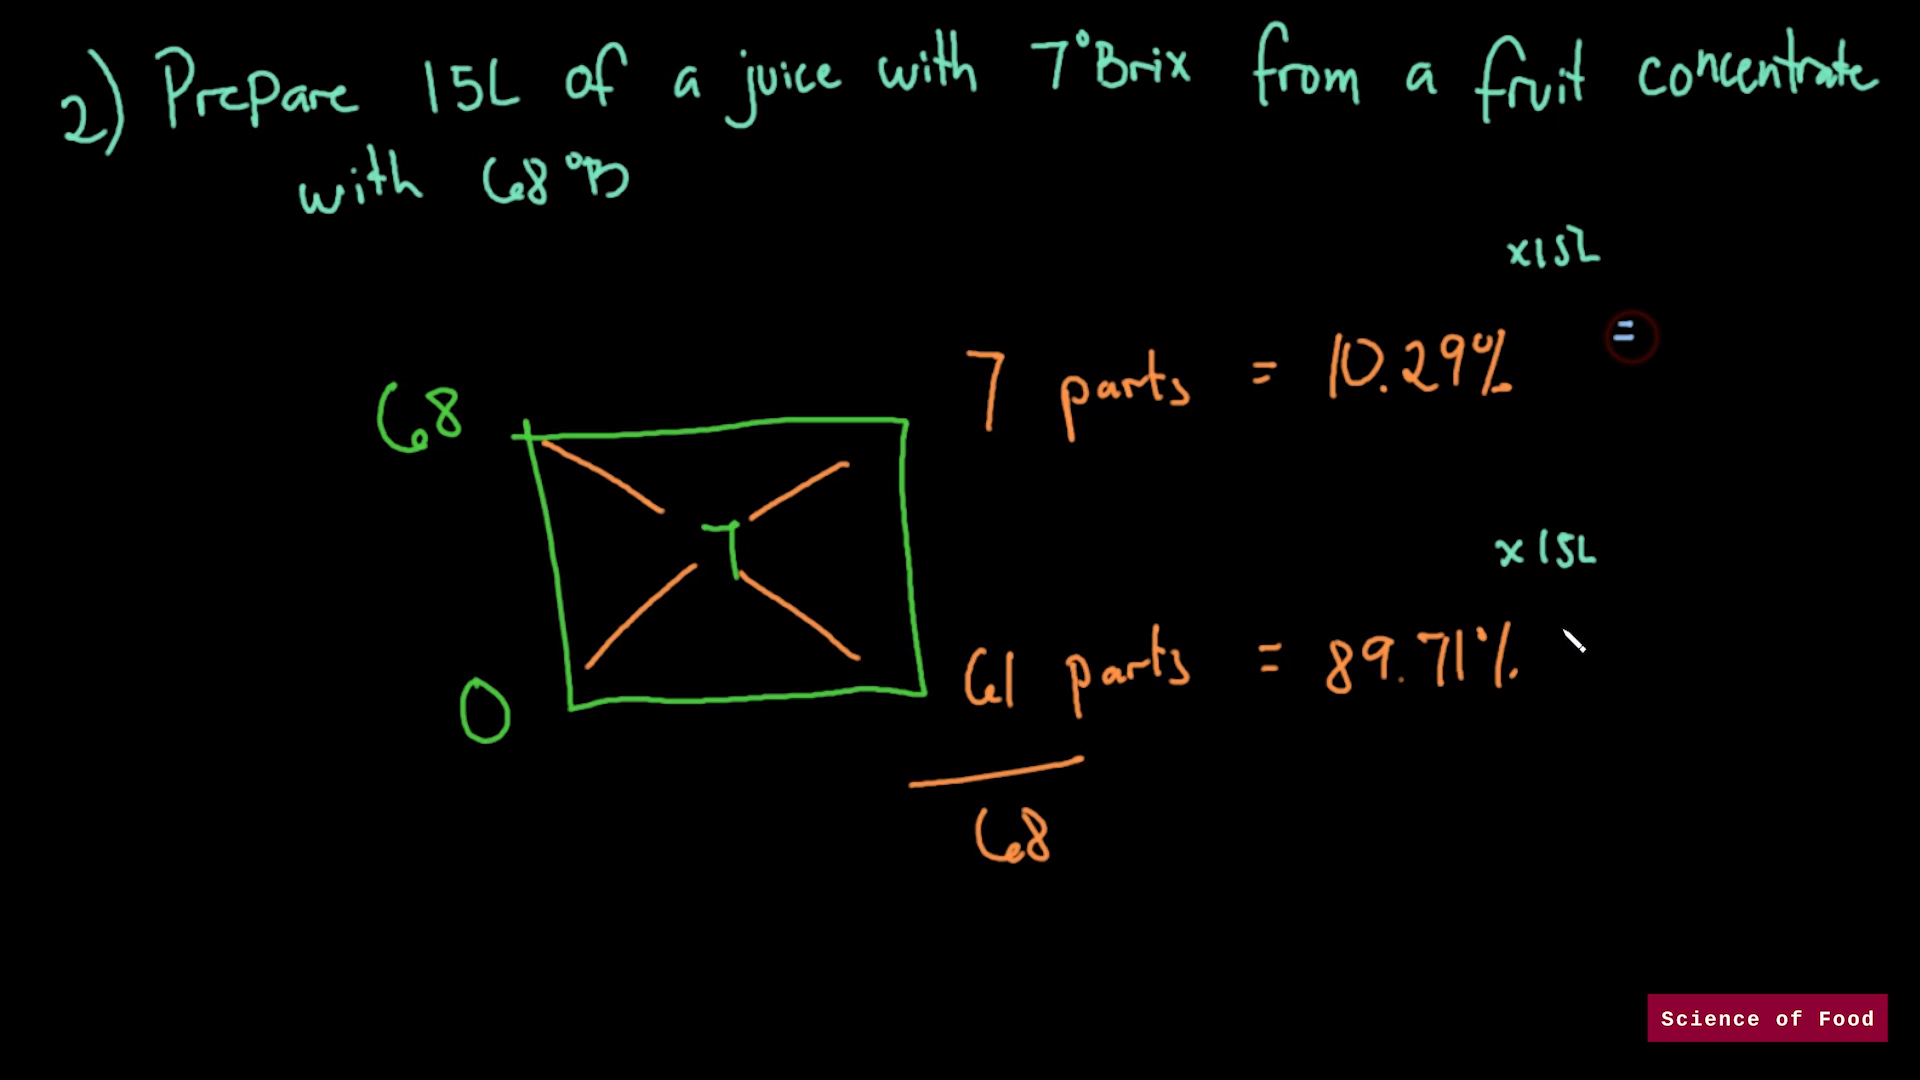 2) Prepare 15L of a juice with 7°Brix from a fruit concentrate
with 68°B
x15L
7 parts = 10.29% =
68
7
x15L
61 parts = 89.71%
0
68
Science of Food